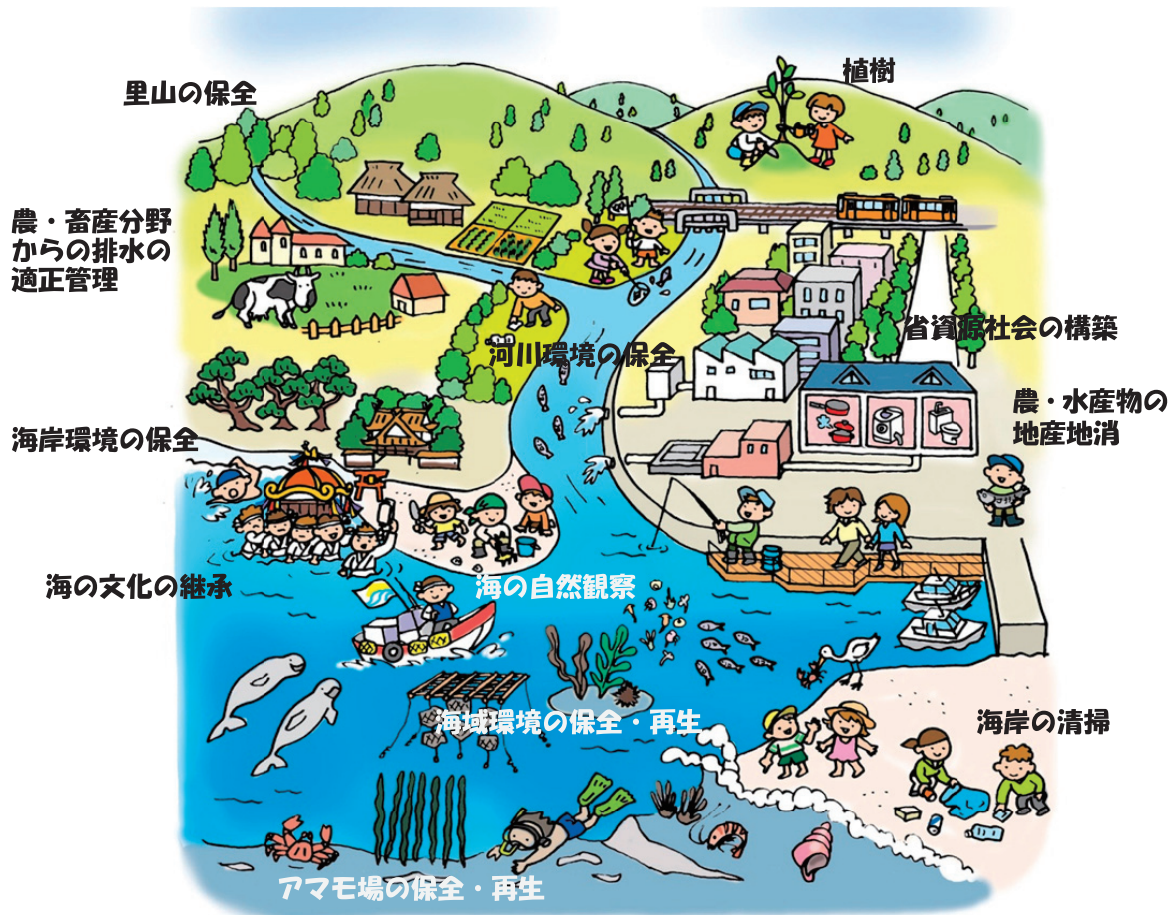 植樹
里山の保全
農・畜産分野
からの排水の
適正管理
省資源社会の構築
河川環境の保全
農・水産物の
地産地消
海岸環境の保全
海の文化の継承
海の自然観察
海域環境の保全・再生
海岸の清掃
アマモ場の保全・再生